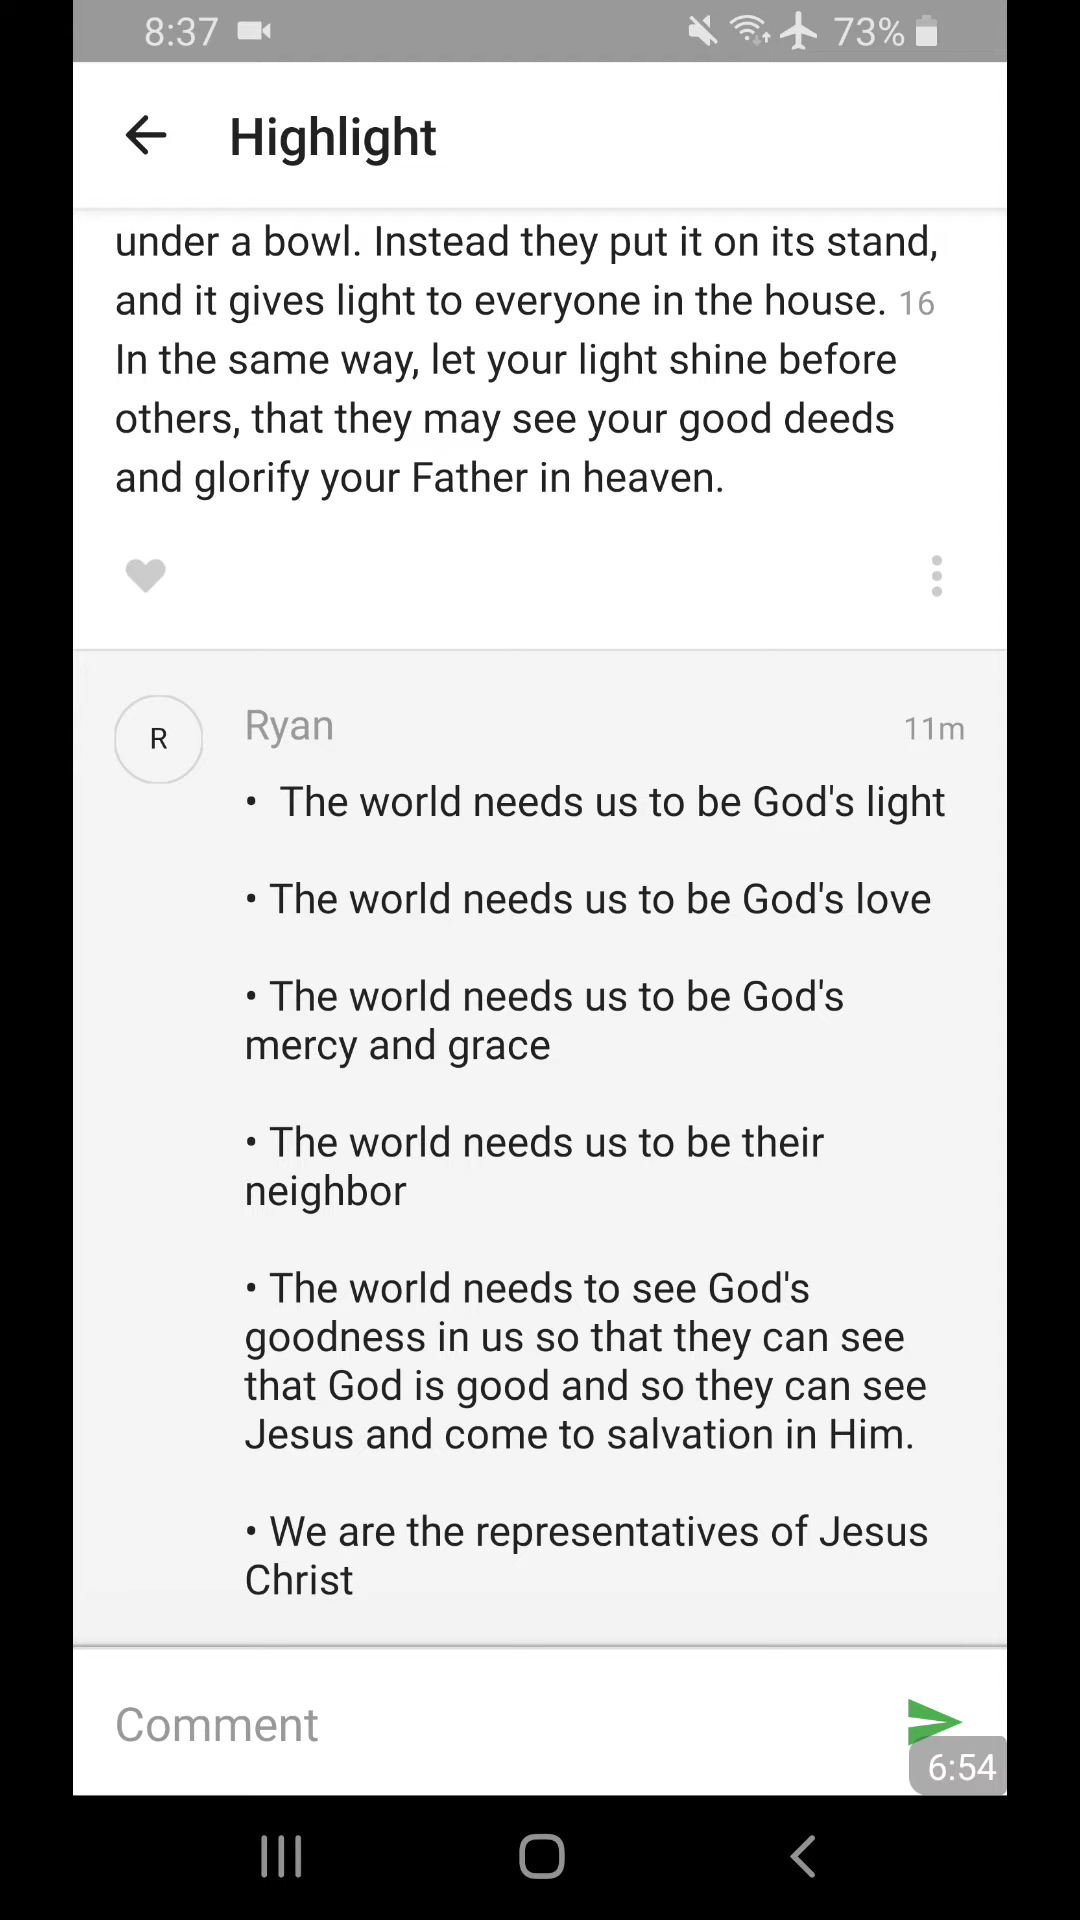 8:37
73%
Highlight
under a bowl. Instead they put it on its stand,
and it gives light to everyone in the house. 16
In the same way, let your light shine before
others, that they may see your good deeds
and glorify your Father in heaven.
R
Ryan
11m
• The world needs us to be God's light
• The world needs us to be God's love
• The world needs us to be God's
mercy and grace
• The world needs us to be their
neighbor
• The world needs to see God's
goodness in us so that they can see
that God is good and so they can see
Jesus and come to salvation in Him.
• We are the representatives of Jesus
Christ
Comment
6:54